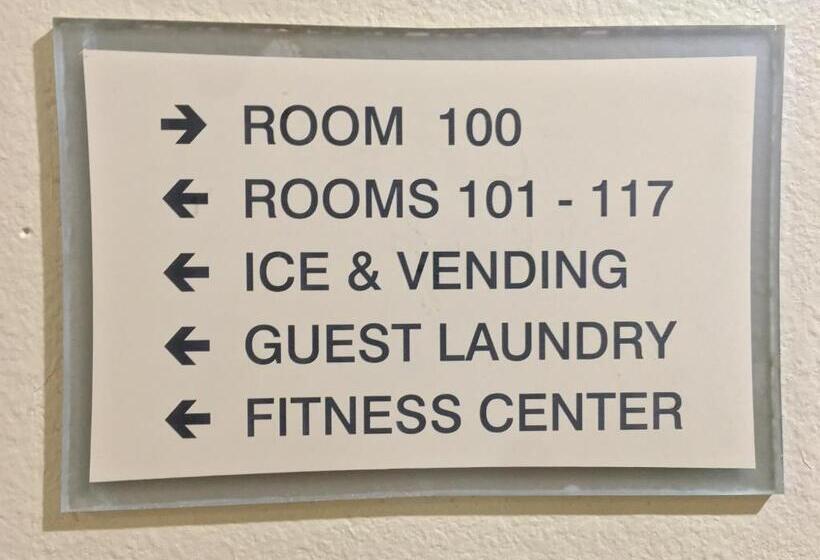 → ROOM 100
← ROOMS 101 - 117
← ICE & VENDING
← GUEST LAUNDRY
← FITNESS CENTER